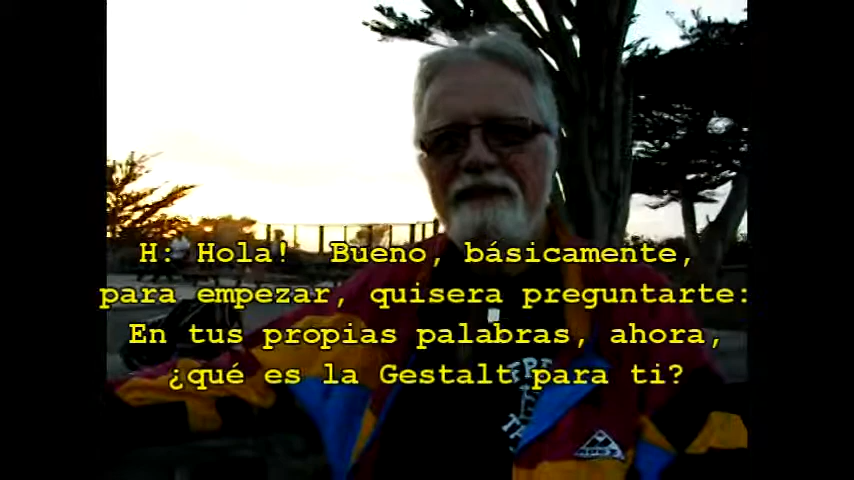 H: Hola!  Bueno, básicamente,
para empezar, quisera preguntarte:
En tus propias palabras, ahora,
¿qué es la Gestalt para ti?